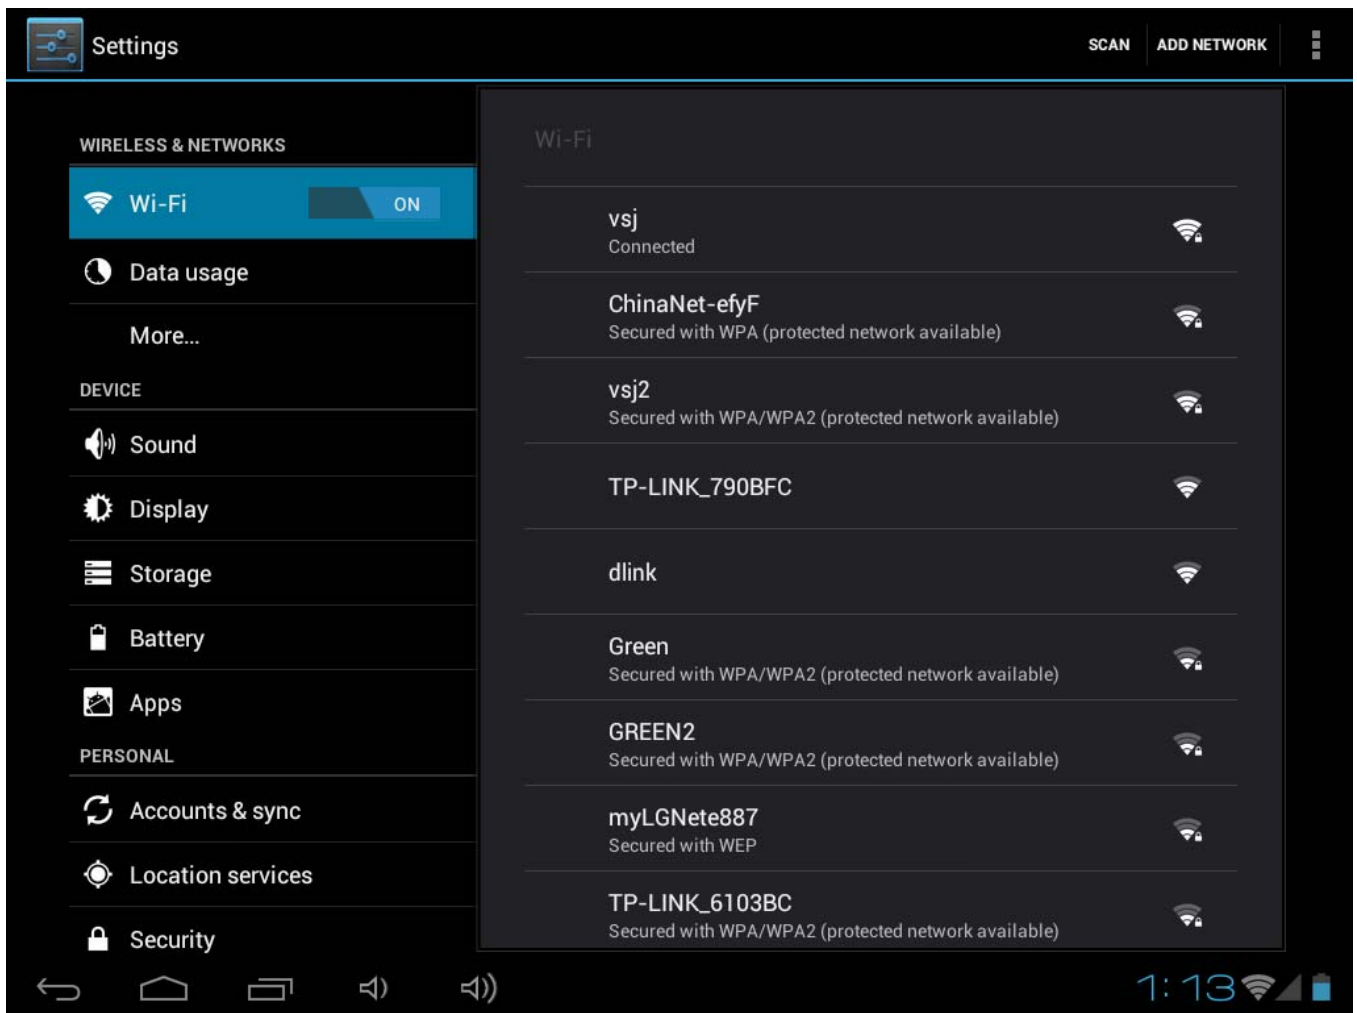 Settings
SCAN
ADD NETWORK
WIRELESS & NETWORKS
Wi-Fi
ON
Data usage
More...
DEVICE
Sound
Display
Storage
Battery
Apps
PERSONAL
Accounts & sync
Location services
Security
Wi-Fi
vsj
Connected
ChinaNet-efyF
Secured with WPA (protected network available)
vsj2
Secured with WPA/WPA2 (protected network available)
TP-LINK_790BFC
dlink
Green
Secured with WPA/WPA2 (protected network available)
GREEN2
Secured with WPA/WPA2 (protected network available)
myLGNete887
Secured with WEP
TP-LINK_6103BC
Secured with WPA/WPA2 (protected network available)
1:13